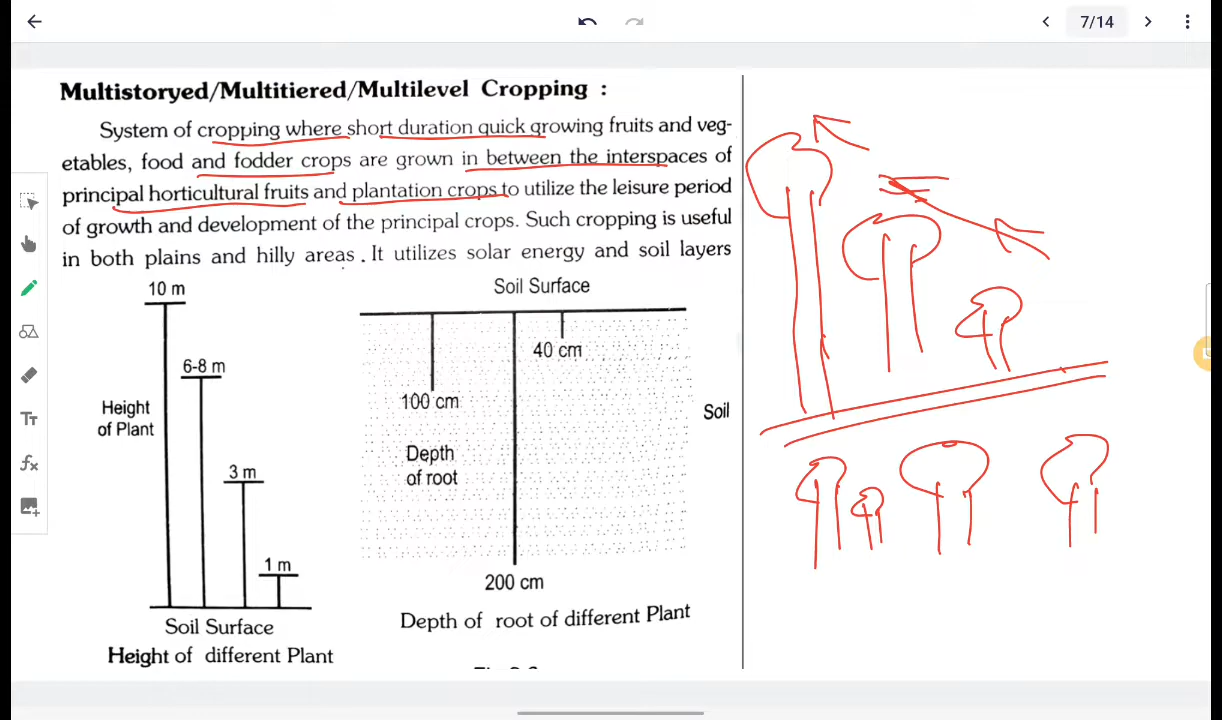 7/14
Multistoryed/Multitiered/Multilevel Cropping :
System of cropping where short duration quick growing fruits and veg-
etables, food and fodder crops are grown in between the interspaces of
principal horticultural fruits and plantation crops to utilize the leisure period
of growth and development of the principal crops. Such cropping is useful
in both plains and hilly areas. It utilizes solar energy and soil layers
10 m
6-8 m
Height
of Plant
3 m
1 m
Soil Surface
Height of different Plant
Soil Surface
40 cm
100 cm
Soil
Depth
of root
200 cm
Depth of root of different Plant
Tт
fx